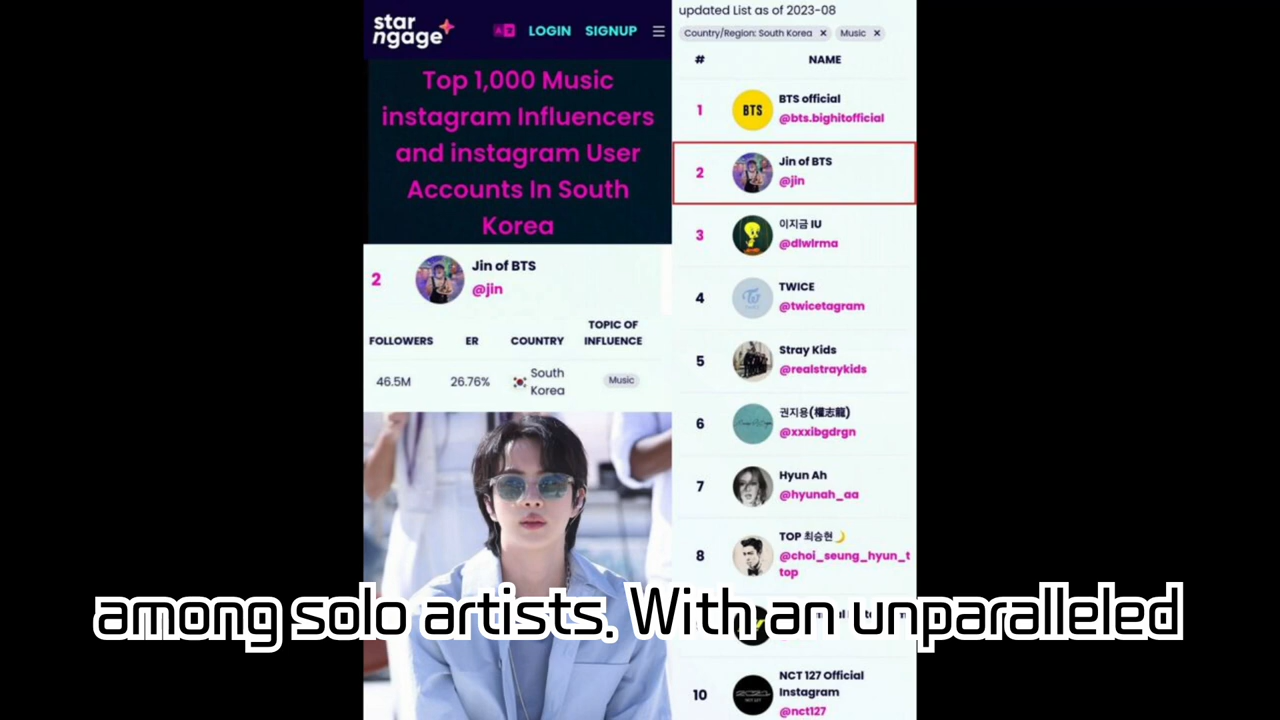 star
ngage
LOGIN SIGNUP
Top 1,000 Music
instagram Influencers
and instagram User
Accounts In South
Korea
2
Jin of BTS
@jin
FOLLOWERS ER COUNTRY TOPIC OF
INFLUENCE
46.5M 26.76% South
Korea
Music
updated List as of 2023-08
Country/Region: South Korea ✕ Music ✕
# NAME
1
BTS
BTS official
@bts.bighitofficial
2
Jin of BTS
@jin
3
이지금 IU
@dlwlrma
4
TWICE
@twicetagram
5
Stray Kids
@realstraykids
6
권지용(權志龍)
@xxxibgdrgn
7
Hyun Ah
@hyunah_aa
8
TOP 최승현🌙
@choi_seung_hyun_t
top
10
NCT 127 Official
Instagram
@nct127
among solo artists. With an unparalleled